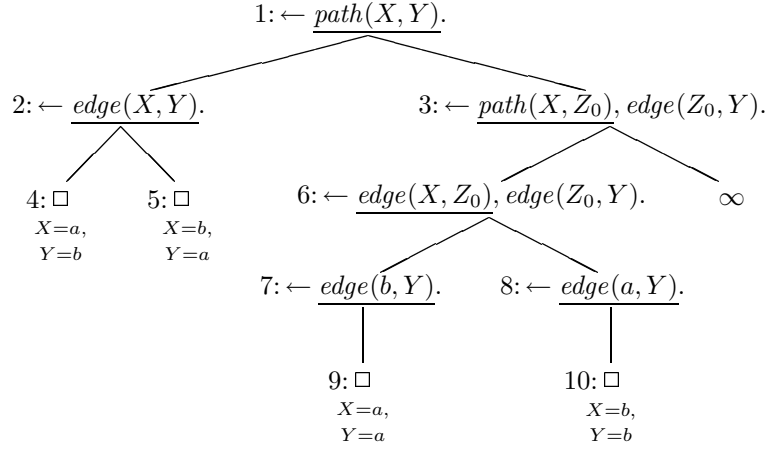 1: ← path(X, Y).
2: ← edge(X, Y).
3: ← path(X, Z₀), edge(Z₀, Y).
4: □
5: □
6: ← edge(X, Z₀), edge(Z₀, Y).
∞
X=a,
Y=b
X=b,
Y=a
7: ← edge(b, Y).
8: ← edge(a, Y).
9: □
10: □
X=a,
Y=a
X=b,
Y=b